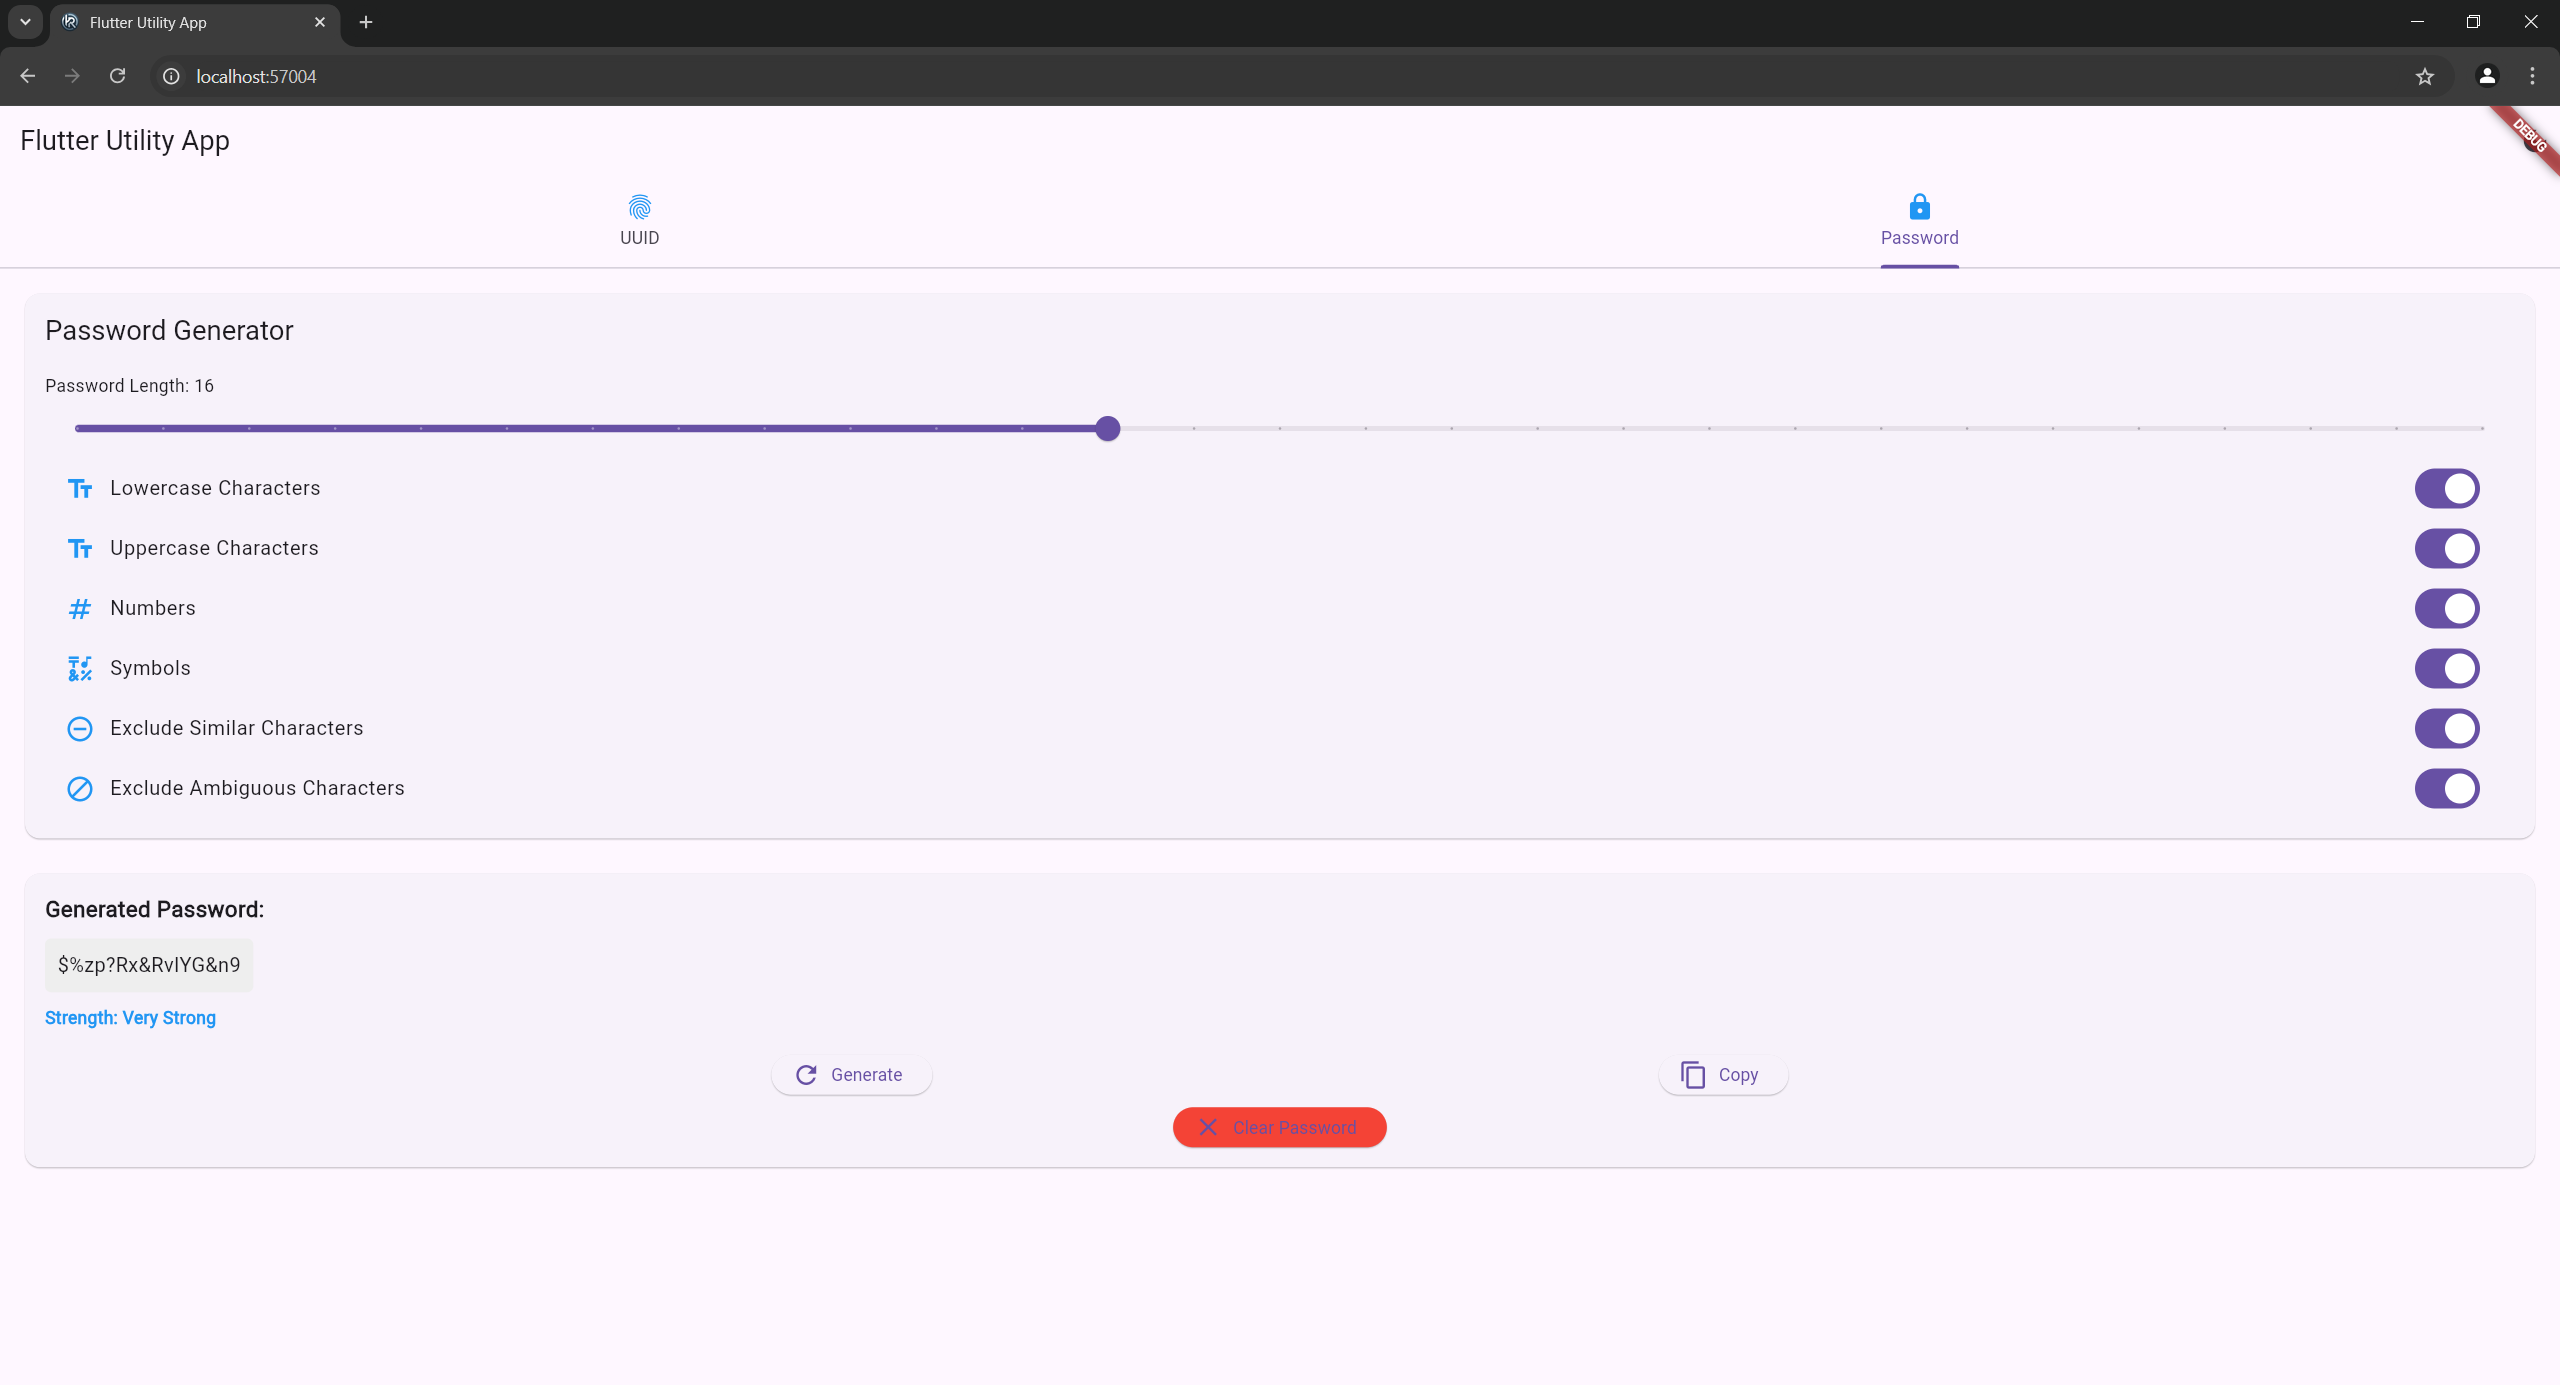 Flutter Utility App
localhost:57004
Flutter Utility App
DEBUG
UUID
Password
Password Generator
Password Length: 16
Lowercase Characters
Uppercase Characters
Numbers
Symbols
Exclude Similar Characters
Exclude Ambiguous Characters
Generated Password:
$%zp?Rx&RvIYG&n9
Strength: Very Strong
Generate
Copy
Clear Password